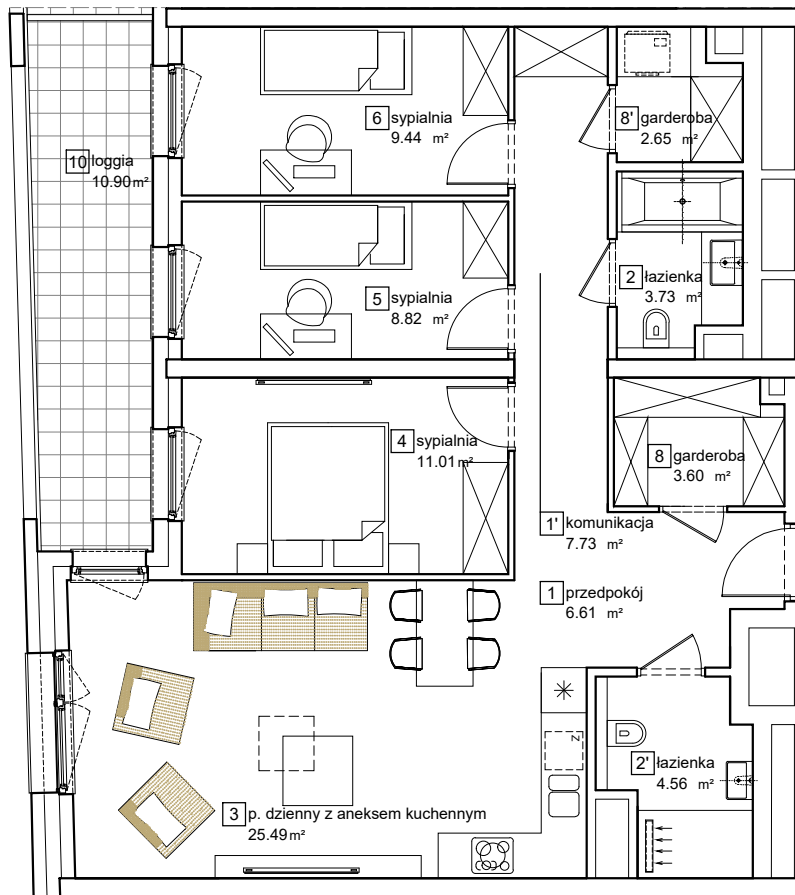 6 sypialnia
9.44 m²
8' garderoba
2.65 m²
10 loggia
10.90 m²
5 sypialnia
8.82 m²
2 łazienka
3.73 m²
4 sypialnia
11.01 m²
8 garderoba
3.60 m²
1' komunikacja
7.73 m²
1 przedpokój
6.61 m²
Z
2' łazienka
4.56 m²
3 p. dzienny z aneksem kuchennym
25.49 m²